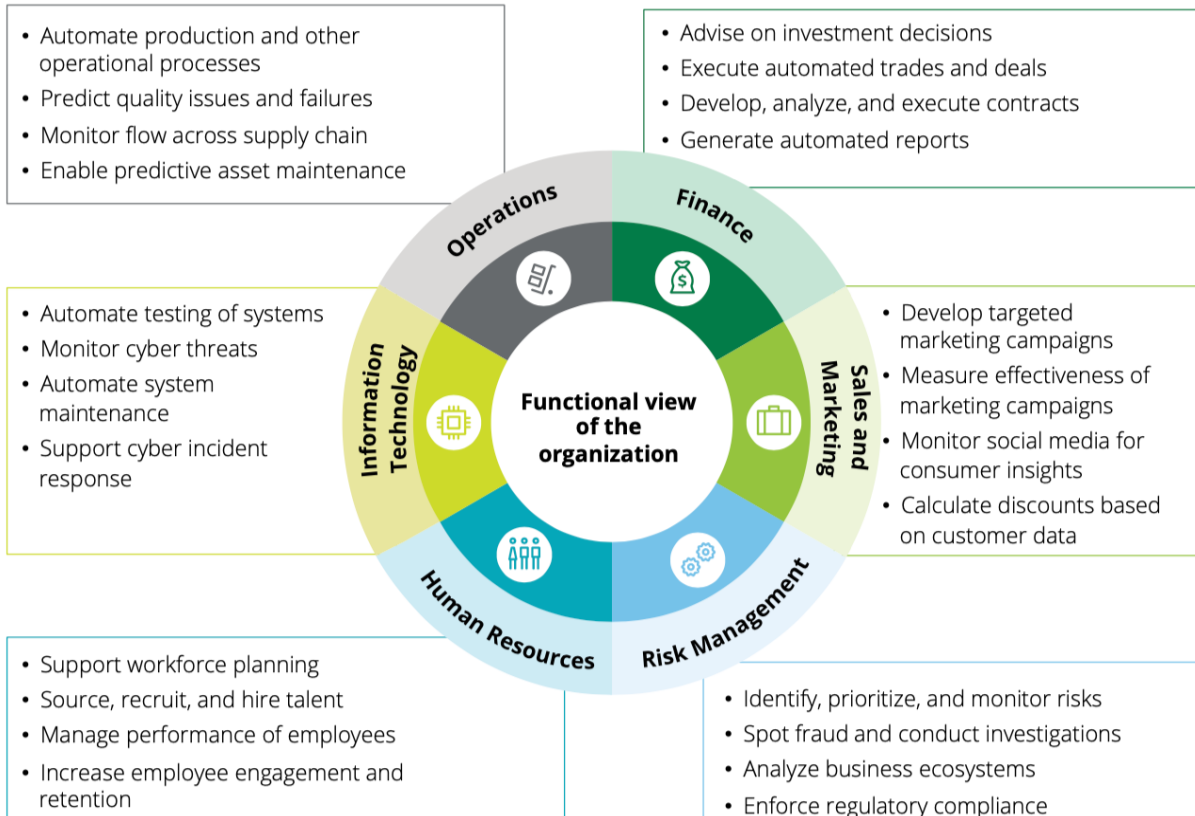 • Automate production and other
operational processes
• Predict quality issues and failures
• Monitor flow across supply chain
• Enable predictive asset maintenance
• Advise on investment decisions
• Execute automated trades and deals
• Develop, analyze, and execute contracts
• Generate automated reports
Operations
Finance
• Automate testing of systems
• Monitor cyber threats
• Automate system
maintenance
• Support cyber incident
response
Information
Technology
$
Functional view
of the
organization
Sales and
Marketing
• Develop targeted
marketing campaigns
• Measure effectiveness of
marketing campaigns
• Monitor social media for
consumer insights
• Calculate discounts based
on customer data
Human Resources
Risk Management
• Support workforce planning
• Source, recruit, and hire talent
• Manage performance of employees
• Increase employee engagement and
retention
• Identify, prioritize, and monitor risks
• Spot fraud and conduct investigations
• Analyze business ecosystems
• Enforce regulatory compliance